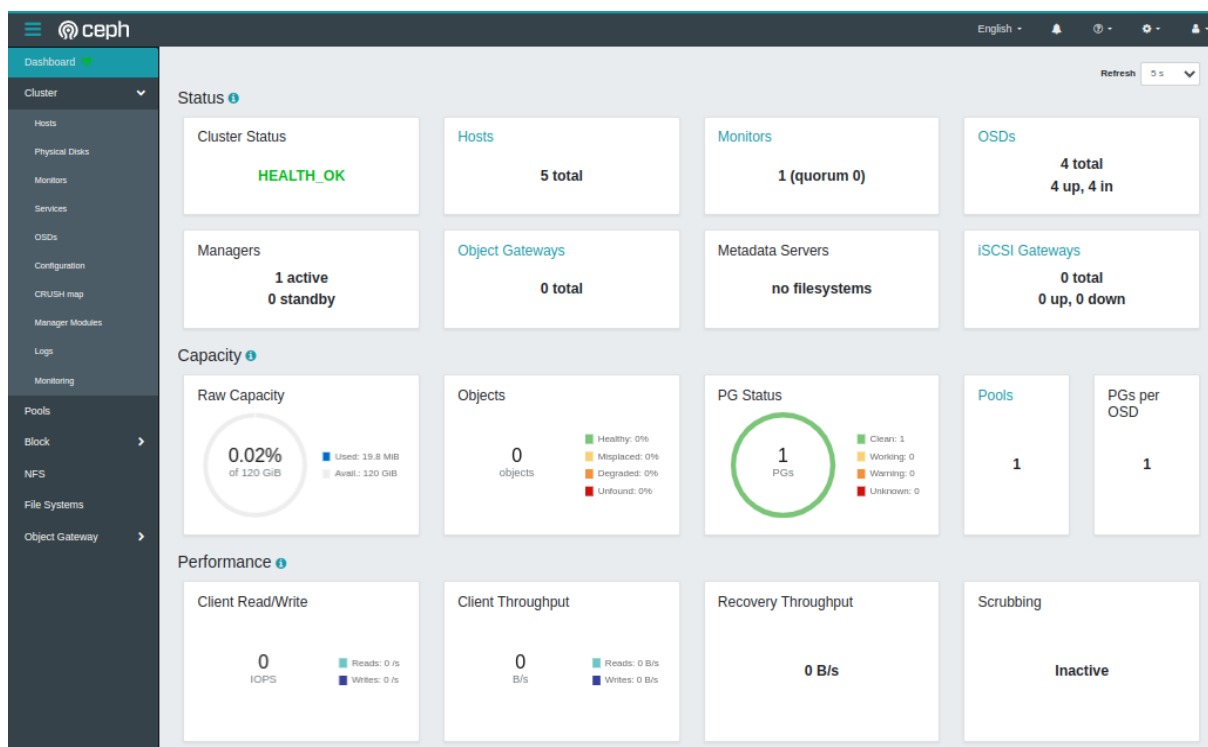 ceph
English
Dashboard
Refresh 5 s
Cluster
Status
Hosts
Physical Disks
Monitors
Services
OSDs
Configuration
CRUSH map
Manager Modules
Logs
Monitoring
Pools
Block
NFS
File Systems
Object Gateway
Cluster Status
HEALTH_OK
Hosts
5 total
Monitors
1 (quorum 0)
OSDs
4 total
4 up, 4 in
Managers
1 active
0 standby
Object Gateways
0 total
Metadata Servers
no filesystems
iSCSI Gateways
0 total
0 up, 0 down
Capacity
Raw Capacity
0.02%
of 120 GiB
Used: 19.8 MiB
Avail.: 120 GiB
Objects
0
objects
Healthy: 0%
Misplaced: 0%
Degraded: 0%
Unfound: 0%
PG Status
1
PGs
Clean: 1
Working: 0
Warning: 0
Unknown: 0
Pools
1
PGs per
OSD
1
Performance
Client Read/Write
0
IOPS
Reads: 0 /s
Writes: 0 /s
Client Throughput
0
B/s
Reads: 0 B/s
Writes: 0 B/s
Recovery Throughput
0 B/s
Scrubbing
Inactive